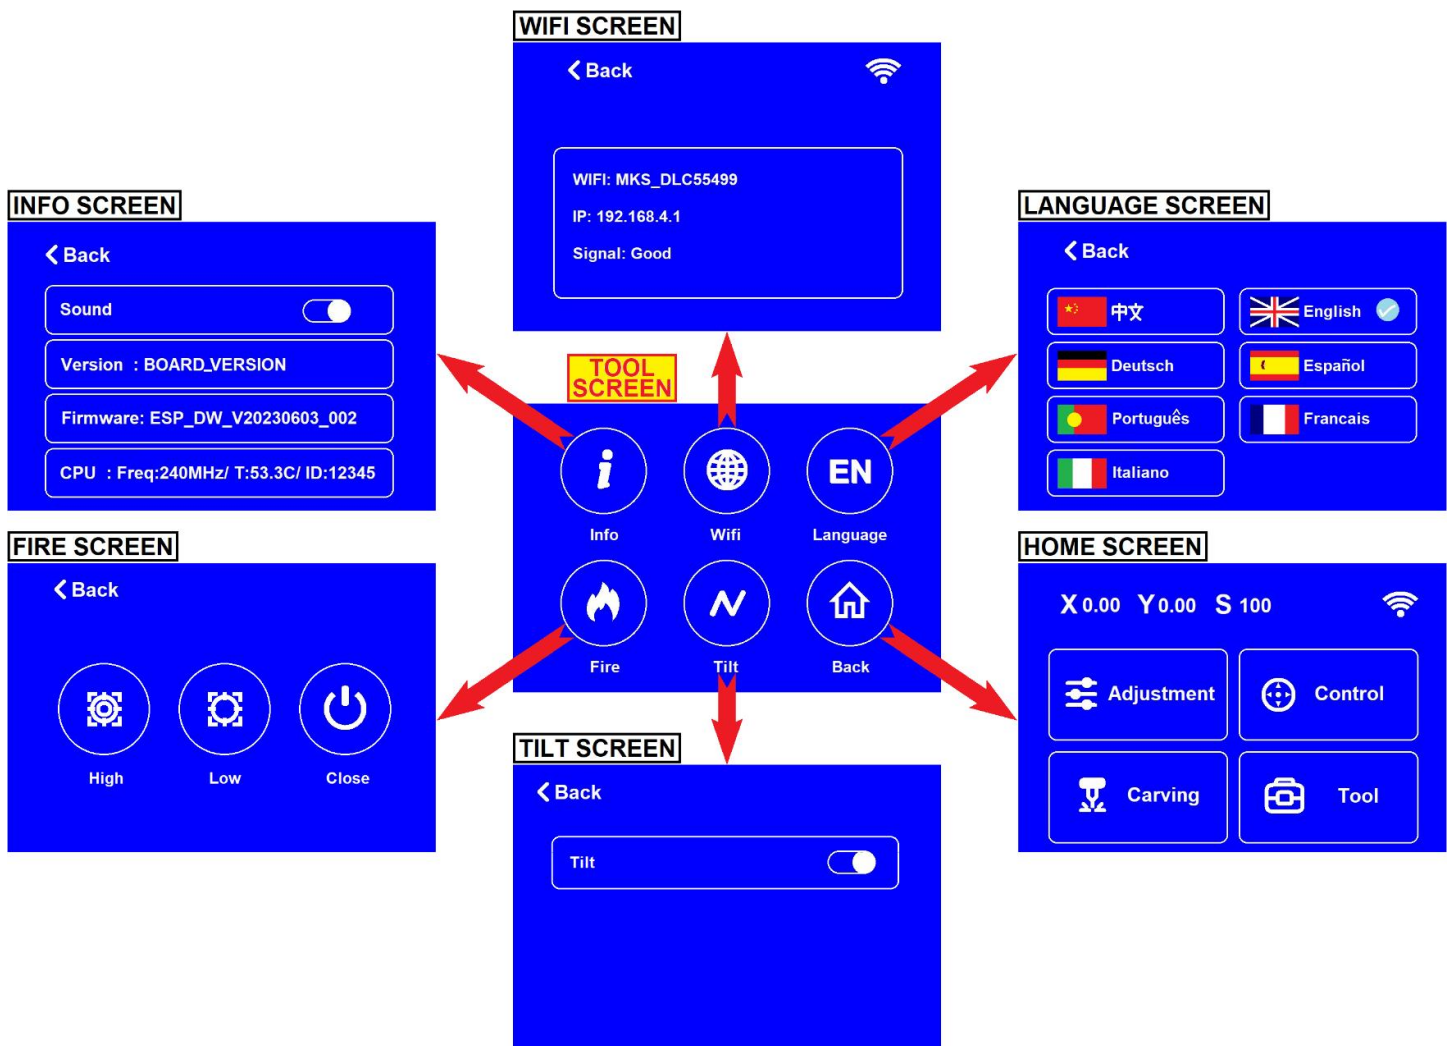 WIFI SCREEN
Back
WIFI: MKS_DLC55499
IP: 192.168.4.1
Signal: Good
INFO SCREEN
Back
Sound
Version : BOARD_VERSION
Firmware: ESP_DW_V20230603_002
CPU : Freq:240MHz/ T:53.3C/ ID:12345
LANGUAGE SCREEN
Back
中文
English
Deutsch
Español
Português
Francais
Italiano
TOOL
SCREEN
EN
Info
Wifi
Language
Fire
Tilt
Back
FIRE SCREEN
Back
High
Low
Close
HOME SCREEN
X 0.00 Y 0.00 S 100
Adjustment
Control
Carving
Tool
TILT SCREEN
Back
Tilt